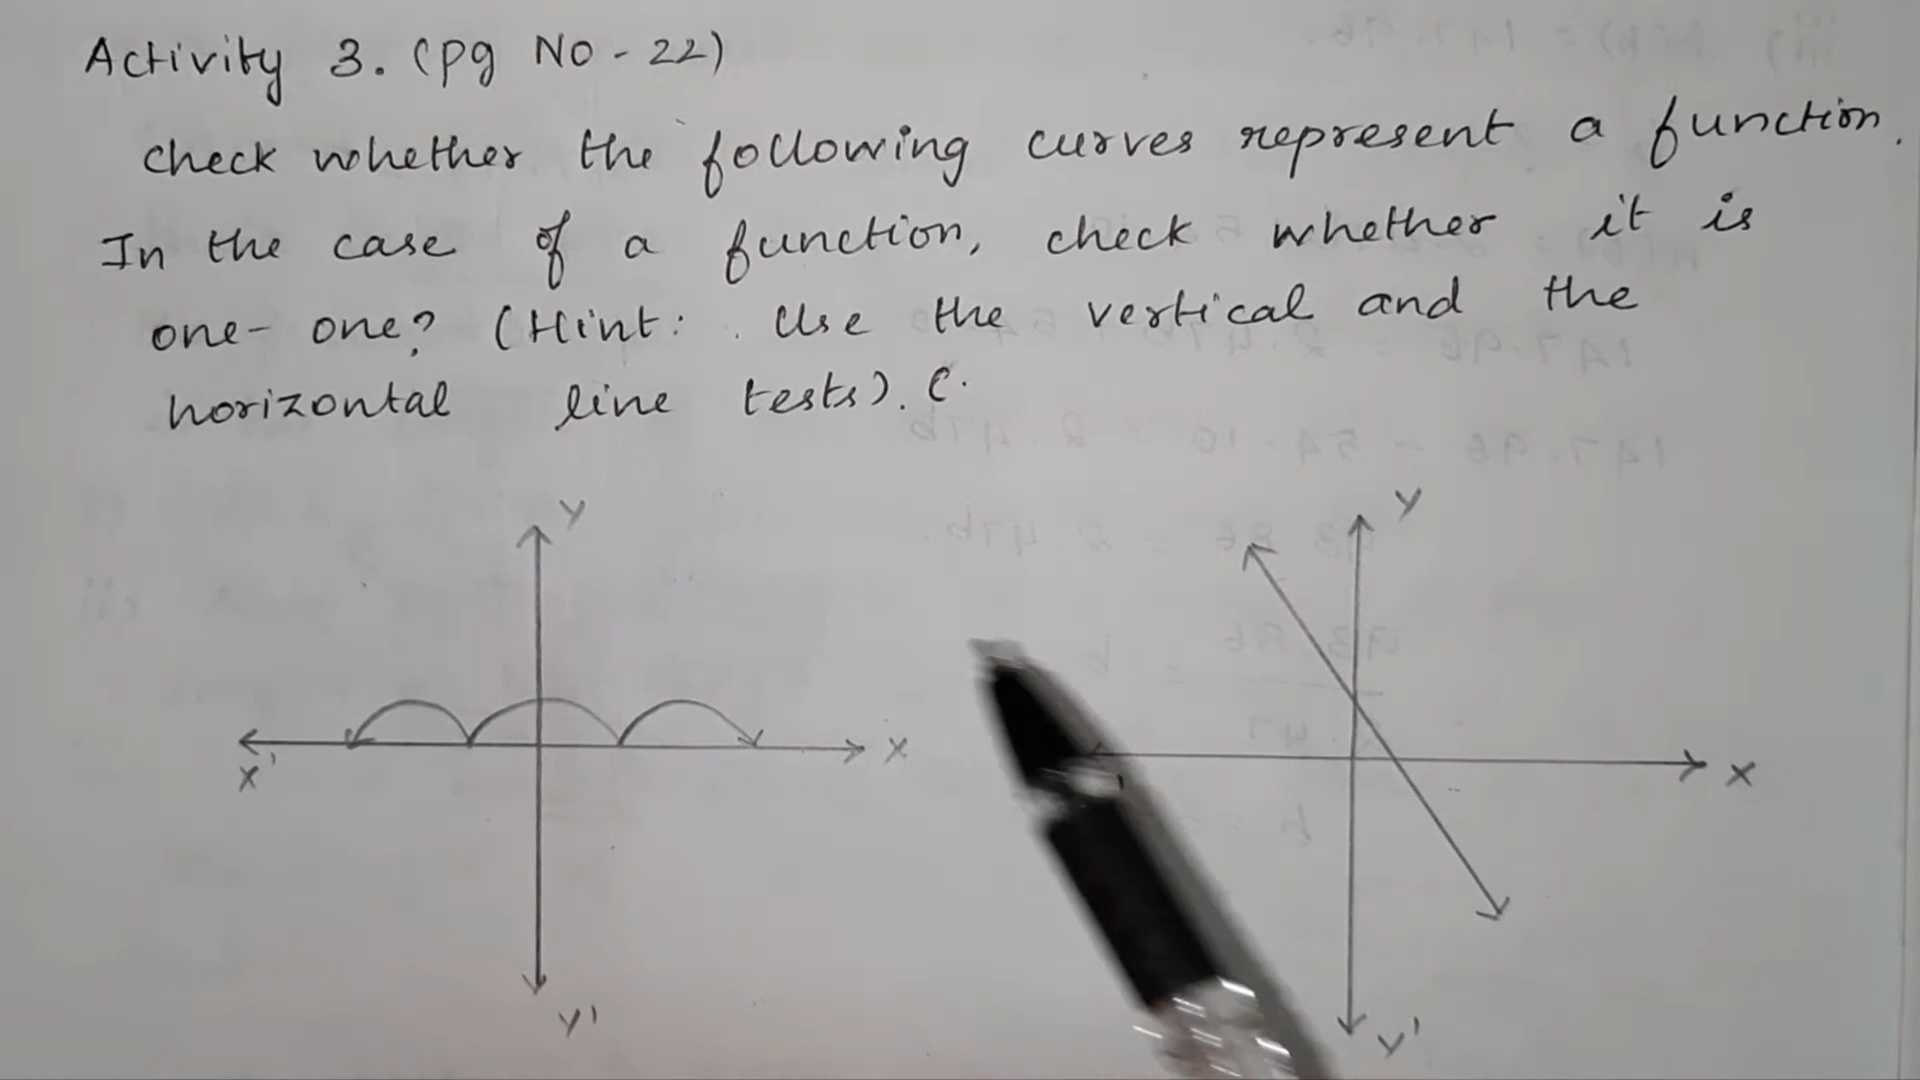 Activity 3. (pg No - 22)
check whether the following curves represent a function.
In the case of a function, check whether it is
one-one? (Hint: Use the vertical and the
horizontal line tests). (.
Y
Y
X'
X
X
Y'
Y'